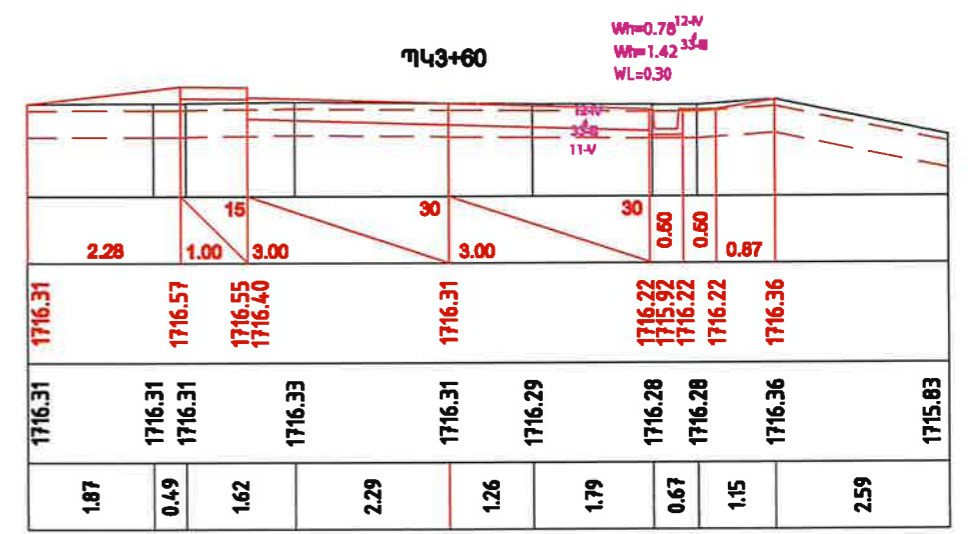 ՊԿ3+60
Wh=0.78 12-IV
Wh=1.42 33-III
WL=0.30
12-IV
33-III
11-V
15 30 30
2.28 1.00 3.00 3.00 0.60 0.60 0.87
1716.31 1716.57 1716.55 1716.40 1716.31 1716.22 1715.92 1716.22 1716.22 1716.36
1716.31 1716.31 1716.31 1716.33 1716.31 1716.29 1716.28 1716.28 1716.36 1715.83
1.87 0.49 1.62 2.29 1.26 1.79 0.67 1.15 2.59